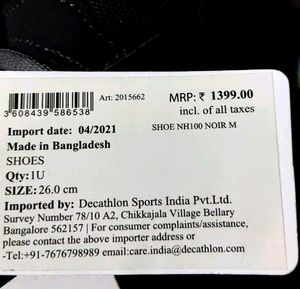 Art: 2015662
MRP: ₹ 1399.00
3 608439 586538
incl. of all taxes
Import date: 04/2021
SHOE NH100 NOIR M
Made in Bangladesh
SHOES
Qty:1U
SIZE: 26.0 cm
Imported by: Decathlon Sports India Pvt.Ltd.
Survey Number 78/10 A2, Chikkajala Village Bellary
Bangalore 562157 | For consumer complaints/assistance,
please contact the above importer address or
-Tel:+91-7676798989 email:care.india@decathlon.com